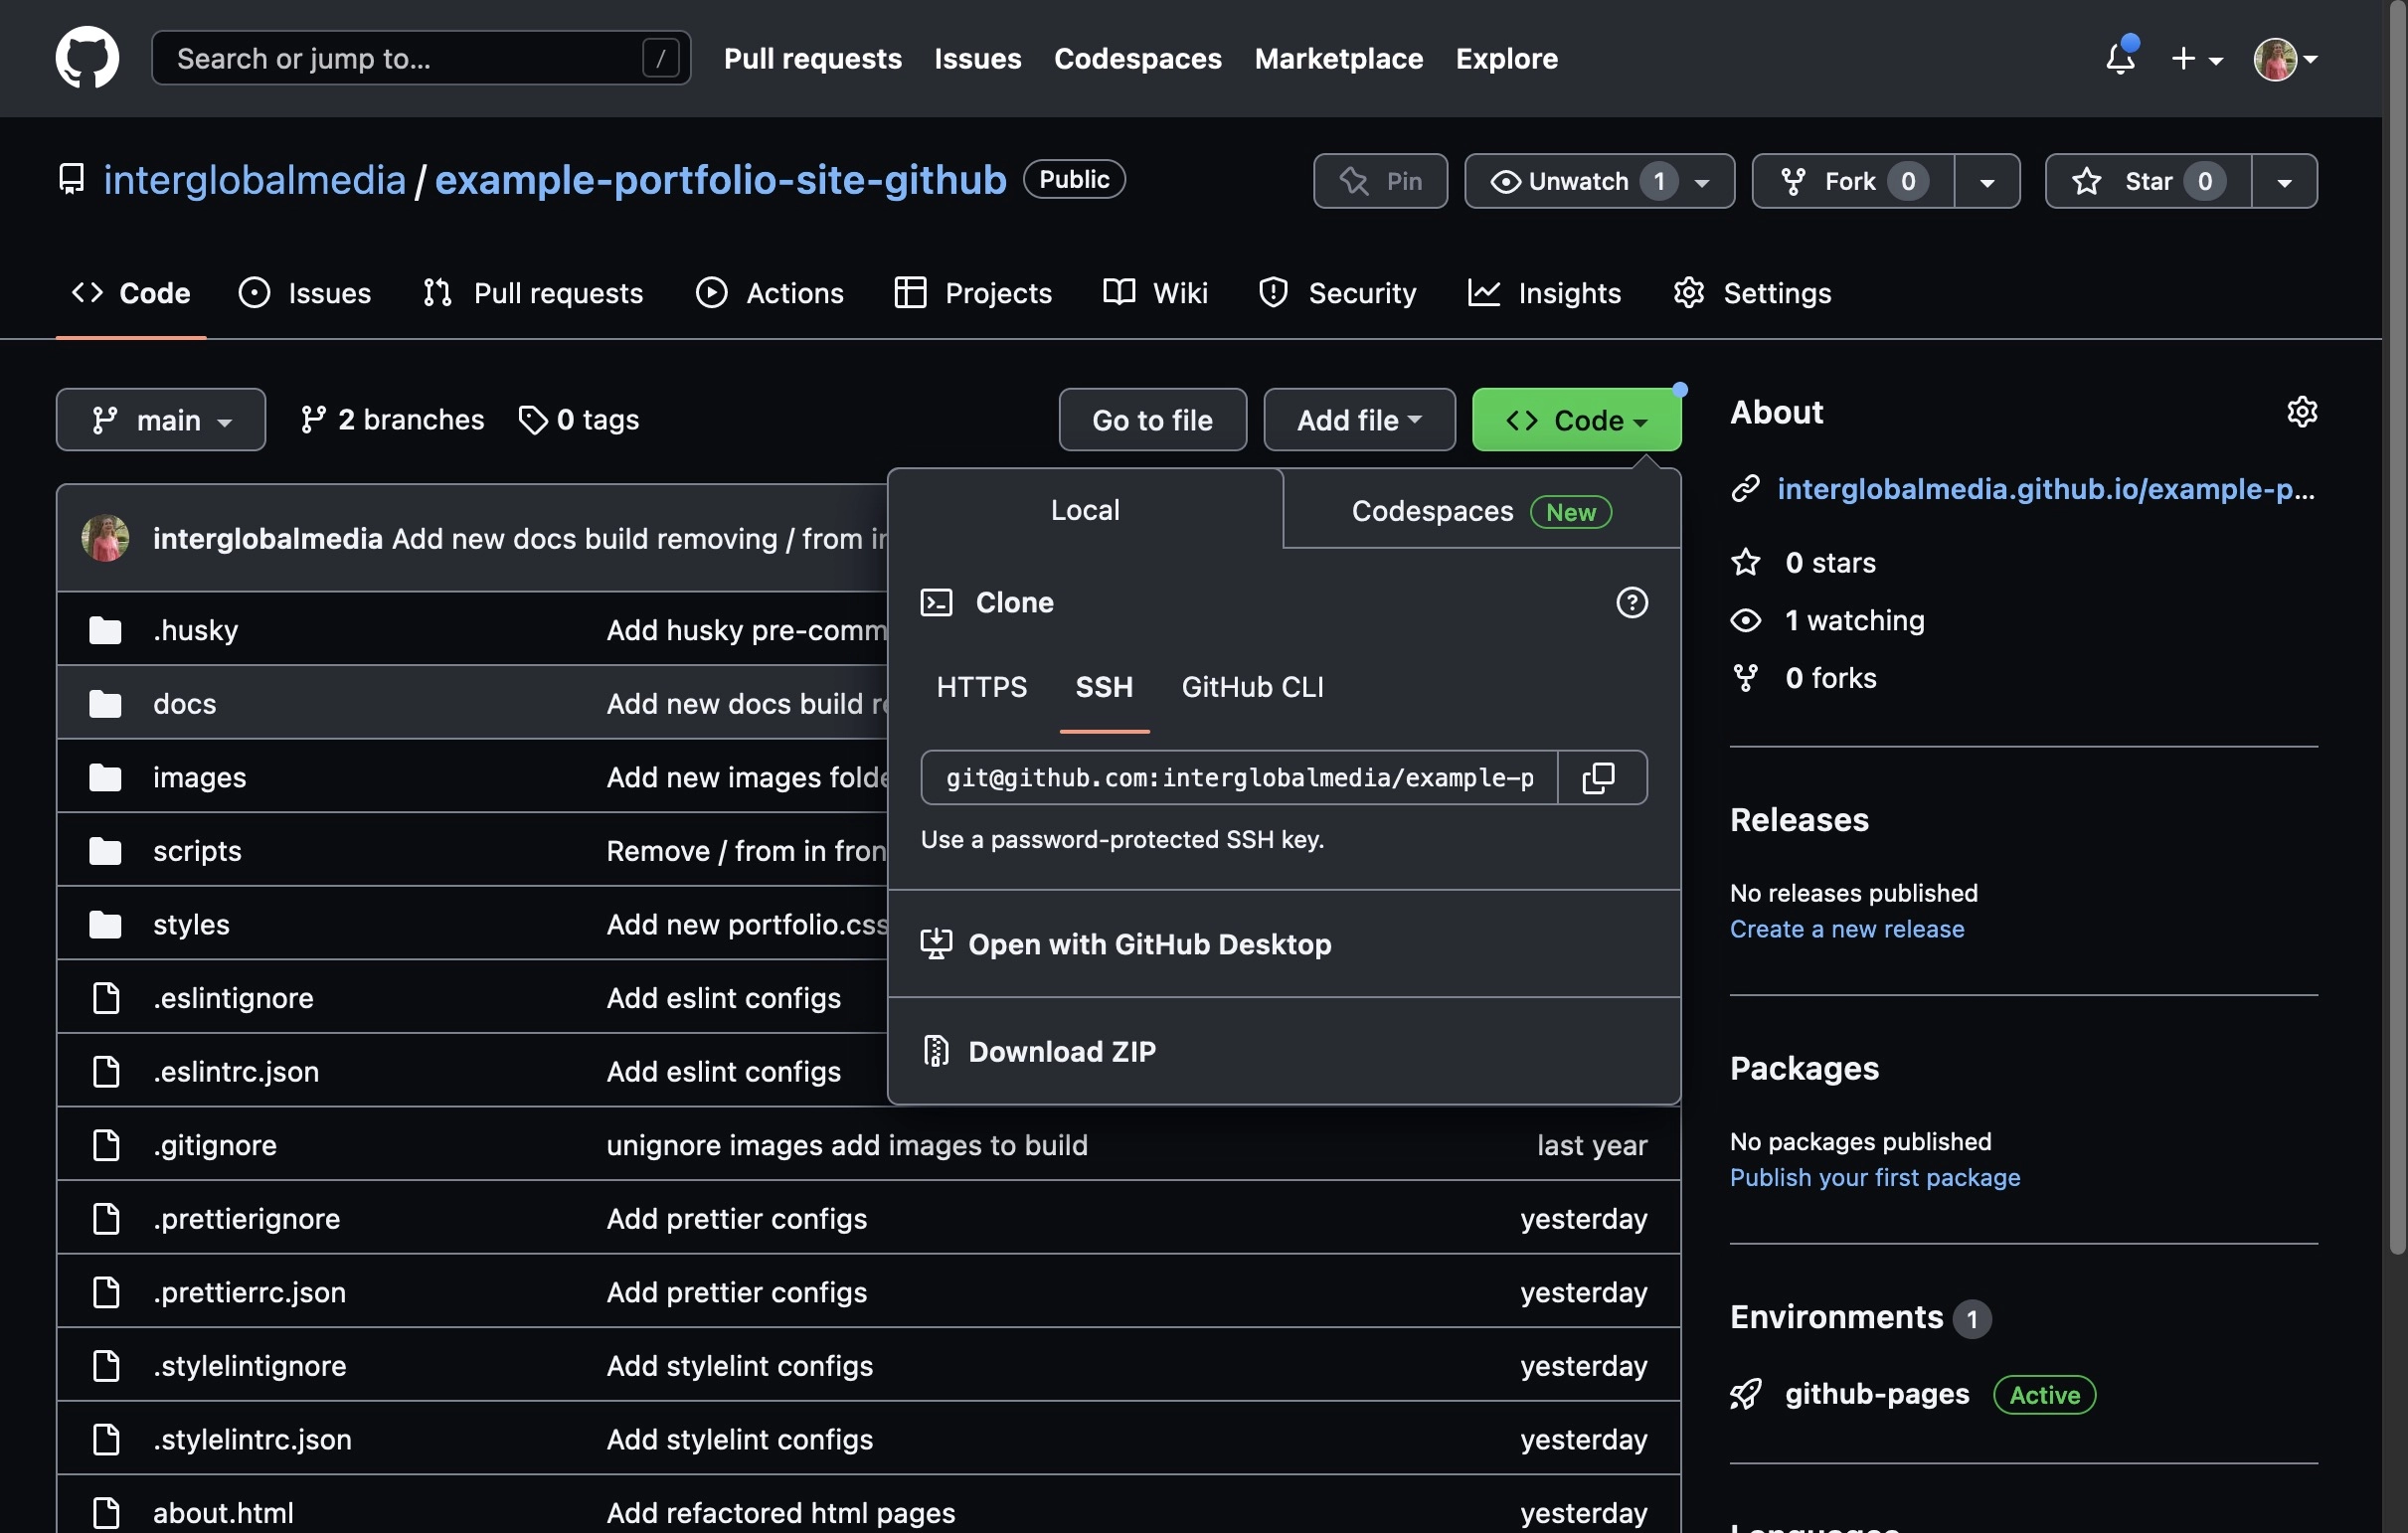 Search or jump to... /
Pull requests Issues Codespaces Marketplace Explore
interglobalmedia / example-portfolio-site-github Public
Pin Unwatch 1 Fork 0 Star 0
Code Issues Pull requests Actions Projects Wiki Security Insights Settings
main 2 branches 0 tags Go to file Add file Code
interglobalmedia Add new docs build removing / from
.husky Add husky pre-comm
docs Add new docs build
images Add new images
scripts Remove / from in
styles Add new portfolio.css
.eslintignore Add eslint configs
.eslintrc.json Add eslint configs
.gitignore unignore images add images to build last year
.prettierignore Add prettier configs yesterday
.prettierrc.json Add prettier configs yesterday
.stylelintignore Add stylelint configs yesterday
.stylelintrc.json Add stylelint configs yesterday
about.html Add refactored html pages yesterday
Local Codespaces New
Clone
HTTPS SSH GitHub CLI
git@github.com:interglobalmedia/example-p
Use a password-protected SSH key.
Open with GitHub Desktop
Download ZIP
About
interglobalmedia.github.io/example-p...
0 stars
1 watching
0 forks
Releases
No releases published
Create a new release
Packages
No packages published
Publish your first package
Environments 1
github-pages Active